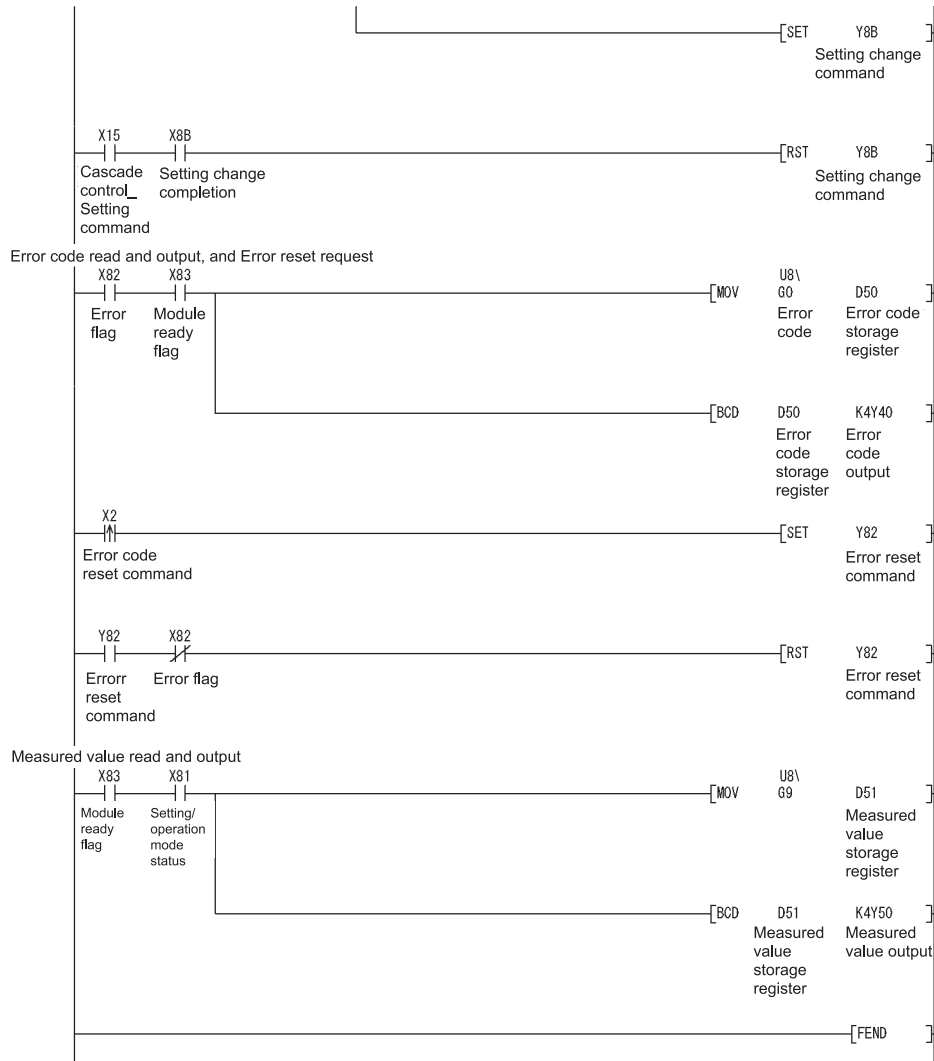 [SET Y8B ]
Setting change
command
X15 X8B
[RST Y8B ]
Cascade
control_
Setting
command
Setting change
completion
Setting change
command
Error code read and output, and Error reset request
X82 X83
[MOV U8\
G0 D50 ]
Error
flag
Module
ready
flag
Error
code
Error code
storage
register
[BCD D50 K4Y40 ]
Error
code
storage
register
Error
code
output
X2
[SET Y82 ]
Error code
reset command
Error reset
command
Y82 X82
[RST Y82 ]
Errorr
reset
command
Error flag
Error reset
command
Measured value read and output
X83 X81
[MOV U8\
G9 D51 ]
Module
ready
flag
Setting/
operation
mode
status
Measured
value
storage
register
[BCD D51 K4Y50 ]
Measured
value
storage
register
Measured
value output
[FEND ]